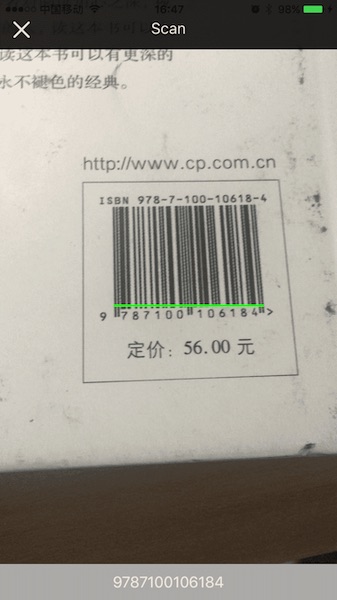 中国移动 16:47 98%
Scan
读这本书可以有更深的
永不褪色的经典。
http://www.cp.com.cn
ISBN 978-7-100-10618-4
9 787100 106184 >
定价：56.00 元
9787100106184